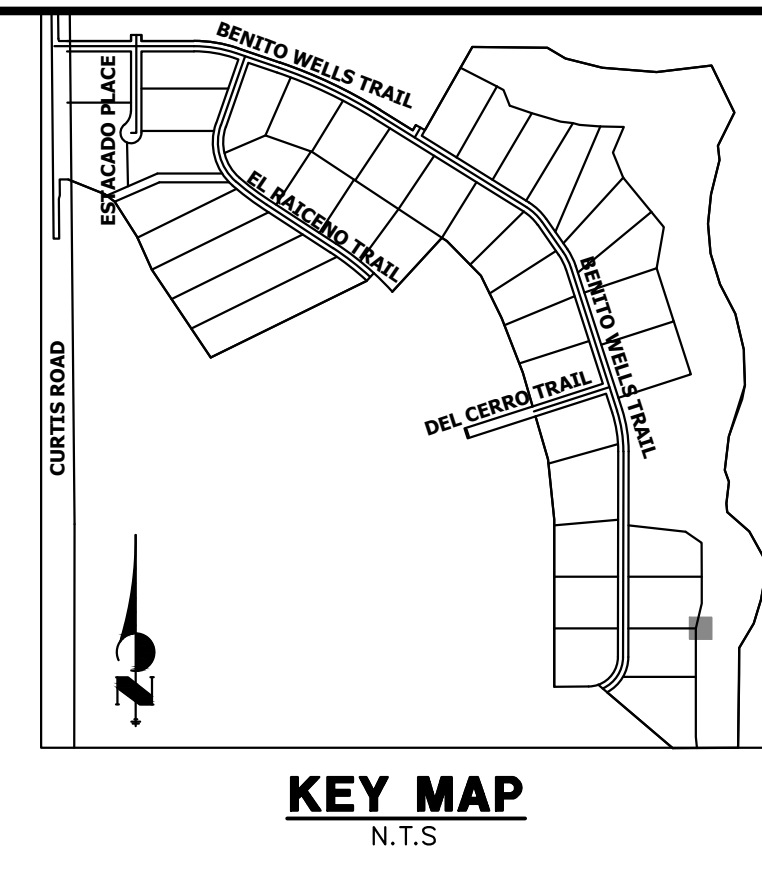 BENITO WELLS TRAIL
ESTACADO PLACE
EL RAICENO TRAIL
BENITO WELLS TRAIL
CURTIS ROAD
DEL CERRO TRAIL
N
KEY MAP
N.T.S